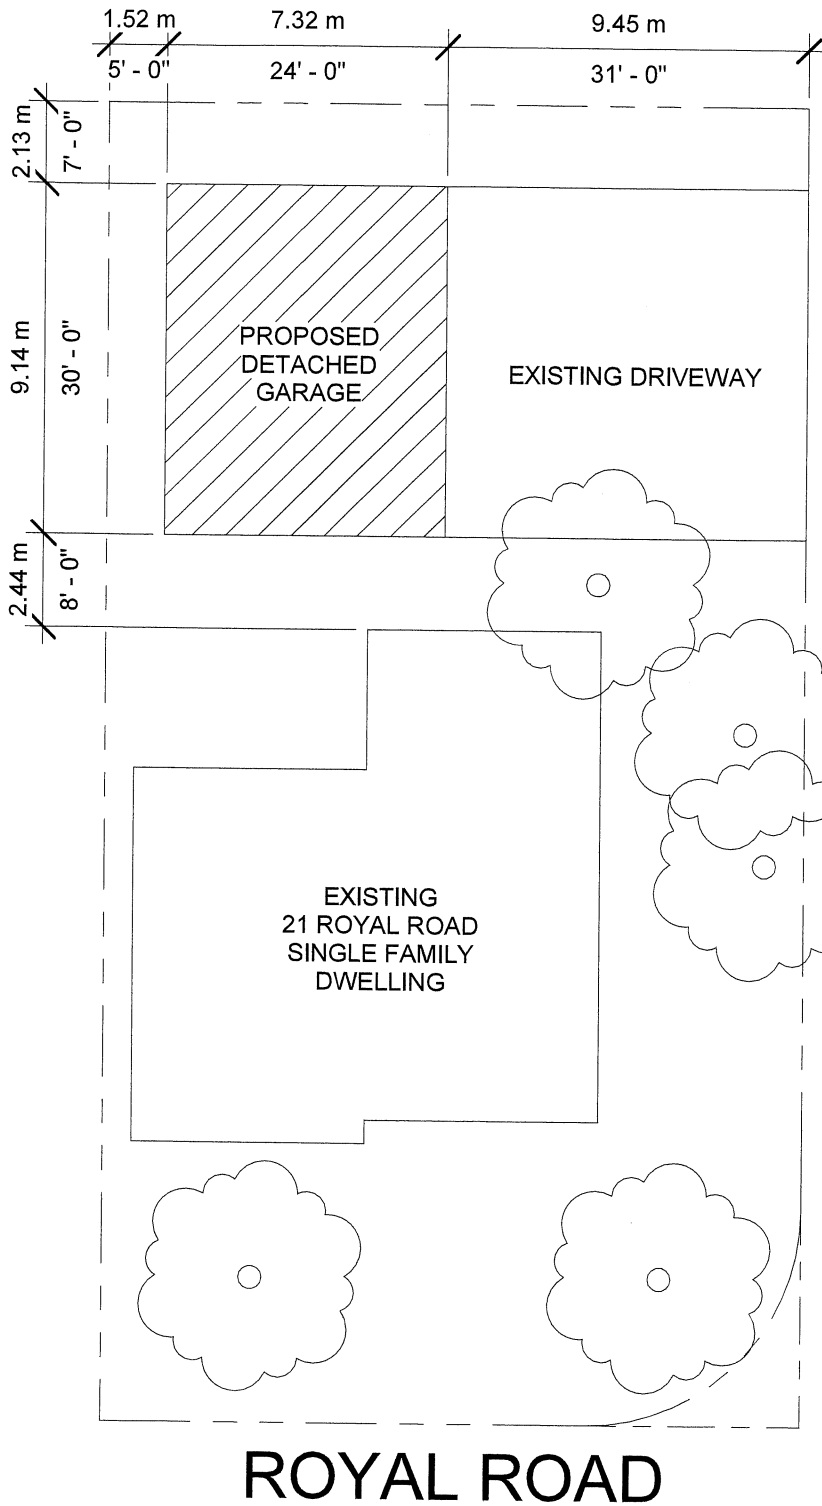 1.52 m
7.32 m
9.45 m
5' - 0"
24' - 0"
31' - 0"
2.13 m
7' - 0"
9.14 m
30' - 0"
PROPOSED
DETACHED
GARAGE
EXISTING DRIVEWAY
2.44 m
8' - 0"
EXISTING
21 ROYAL ROAD
SINGLE FAMILY
DWELLING
ROYAL ROAD